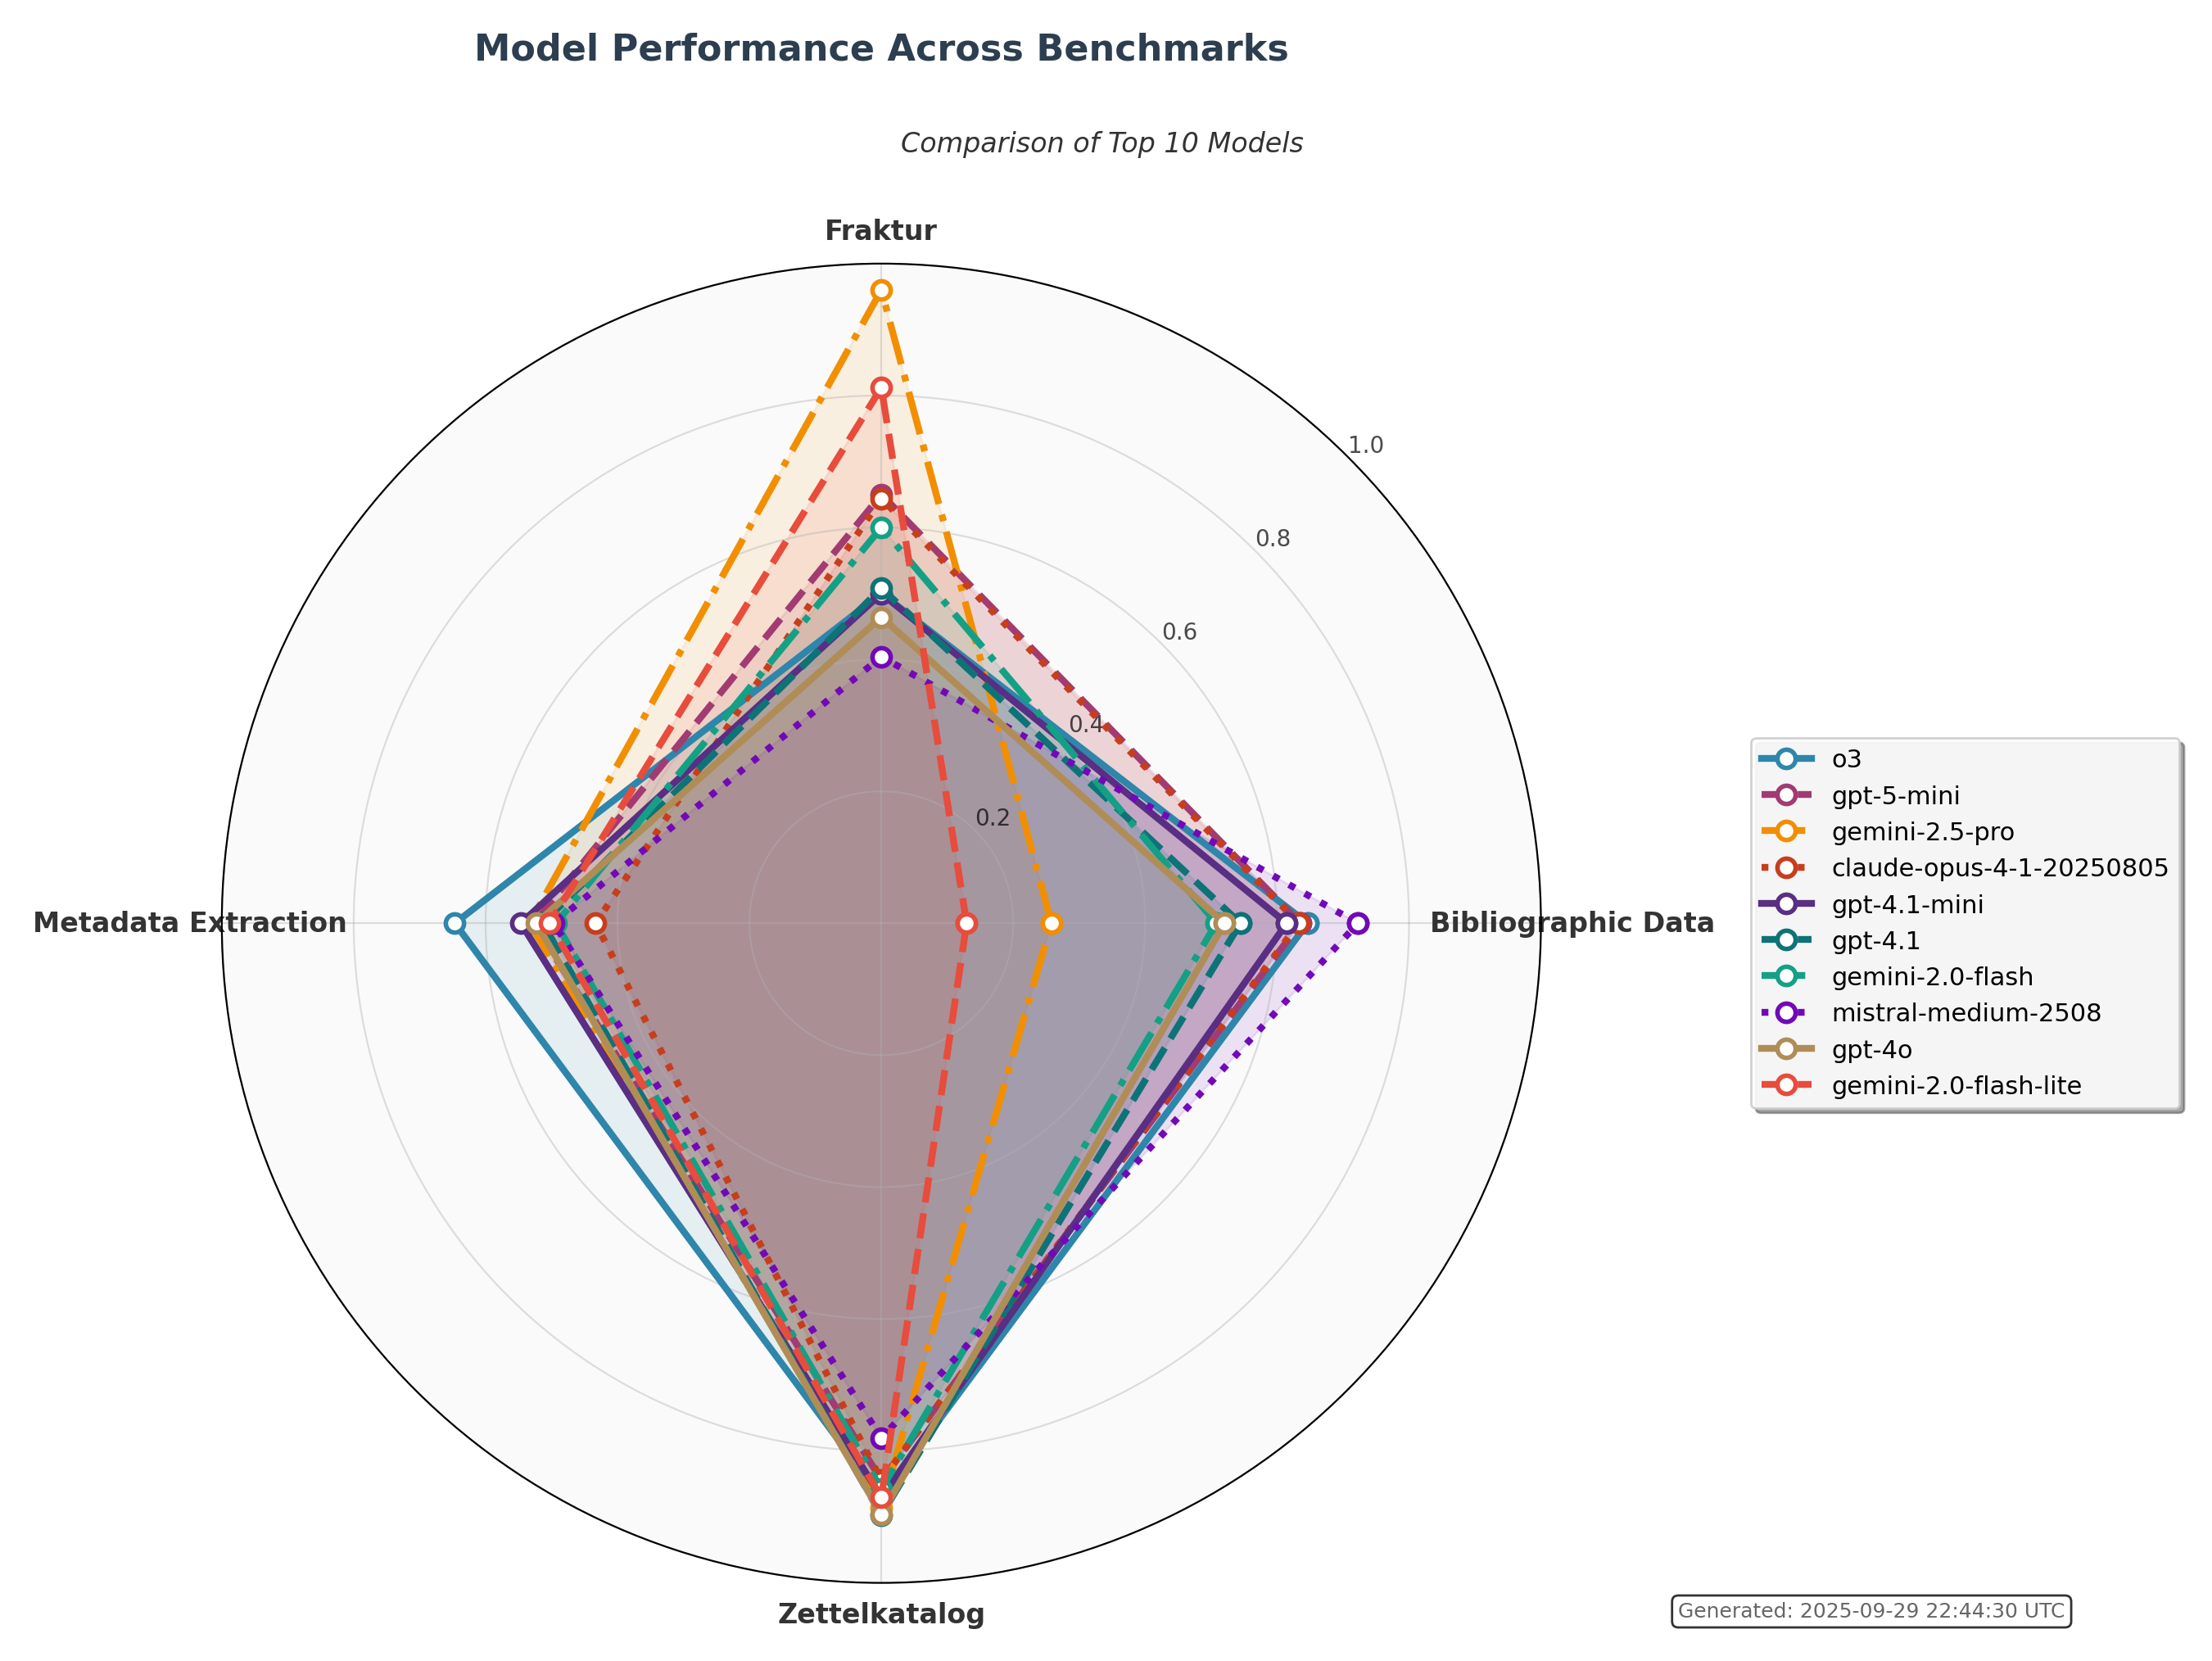 Model Performance Across Benchmarks
Comparison of Top 10 Models
Fraktur
1.0
0.8
0.6
0.4
0.2
Metadata Extraction
Bibliographic Data
Zettelkatalog
o3
gpt-5-mini
gemini-2.5-pro
claude-opus-4-1-20250805
gpt-4.1-mini
gpt-4.1
gemini-2.0-flash
mistral-medium-2508
gpt-4o
gemini-2.0-flash-lite
Generated: 2025-09-29 22:44:30 UTC